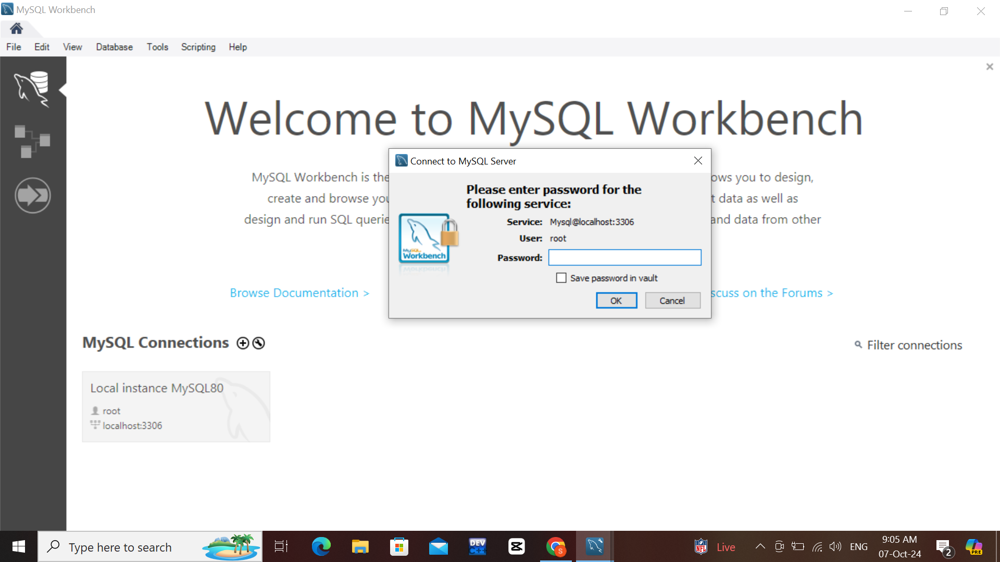 MySQL Workbench
File Edit View Database Tools Scripting Help
Welcome to MySQL Workbench
MySQL Workbench is the
ows you to design,
create and browse you
t data as well as
design and run SQL querie
and data from other
Browse Documentation >
scuss on the Forums >
Connect to MySQL Server
Please enter password for the
following service:
Service: Mysql@localhost:3306
User: root
Password:
Save password in vault
OK Cancel
MySQL
Workbench
MySQL Connections
Filter connections
Local instance MySQL80
root
localhost:3306
Type here to search
DEV
C++
S
NFL
Live
ENG
9:05 AM
07-Oct-24
2
PRE